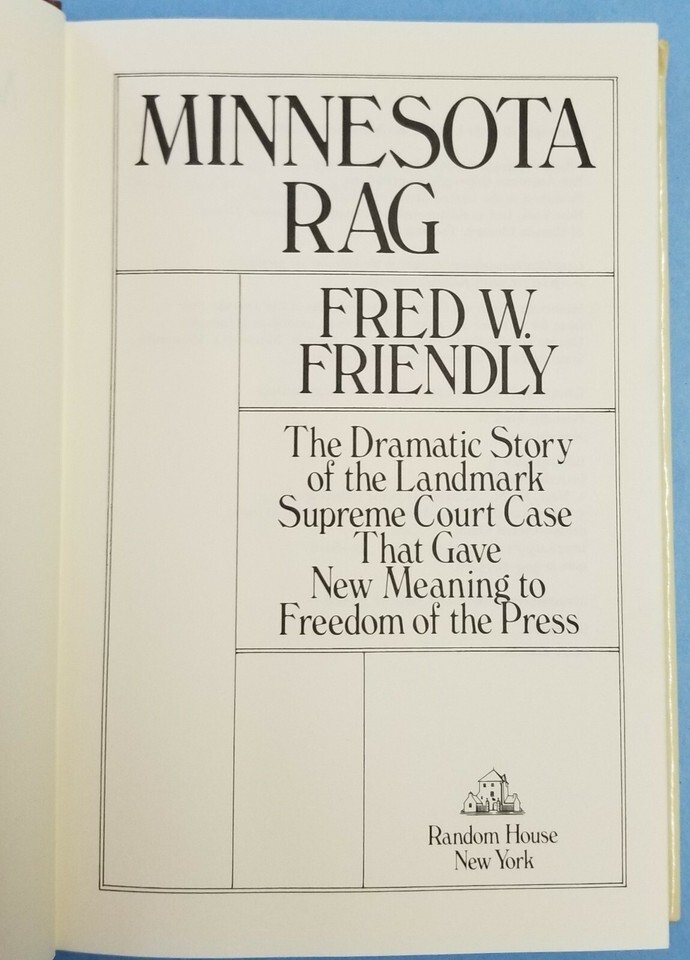 MINNESOTA
RAG
FRED W.
FRIENDLY
The Dramatic Story
of the Landmark
Supreme Court Case
That Gave
New Meaning to
Freedom of the Press
Random House
New York